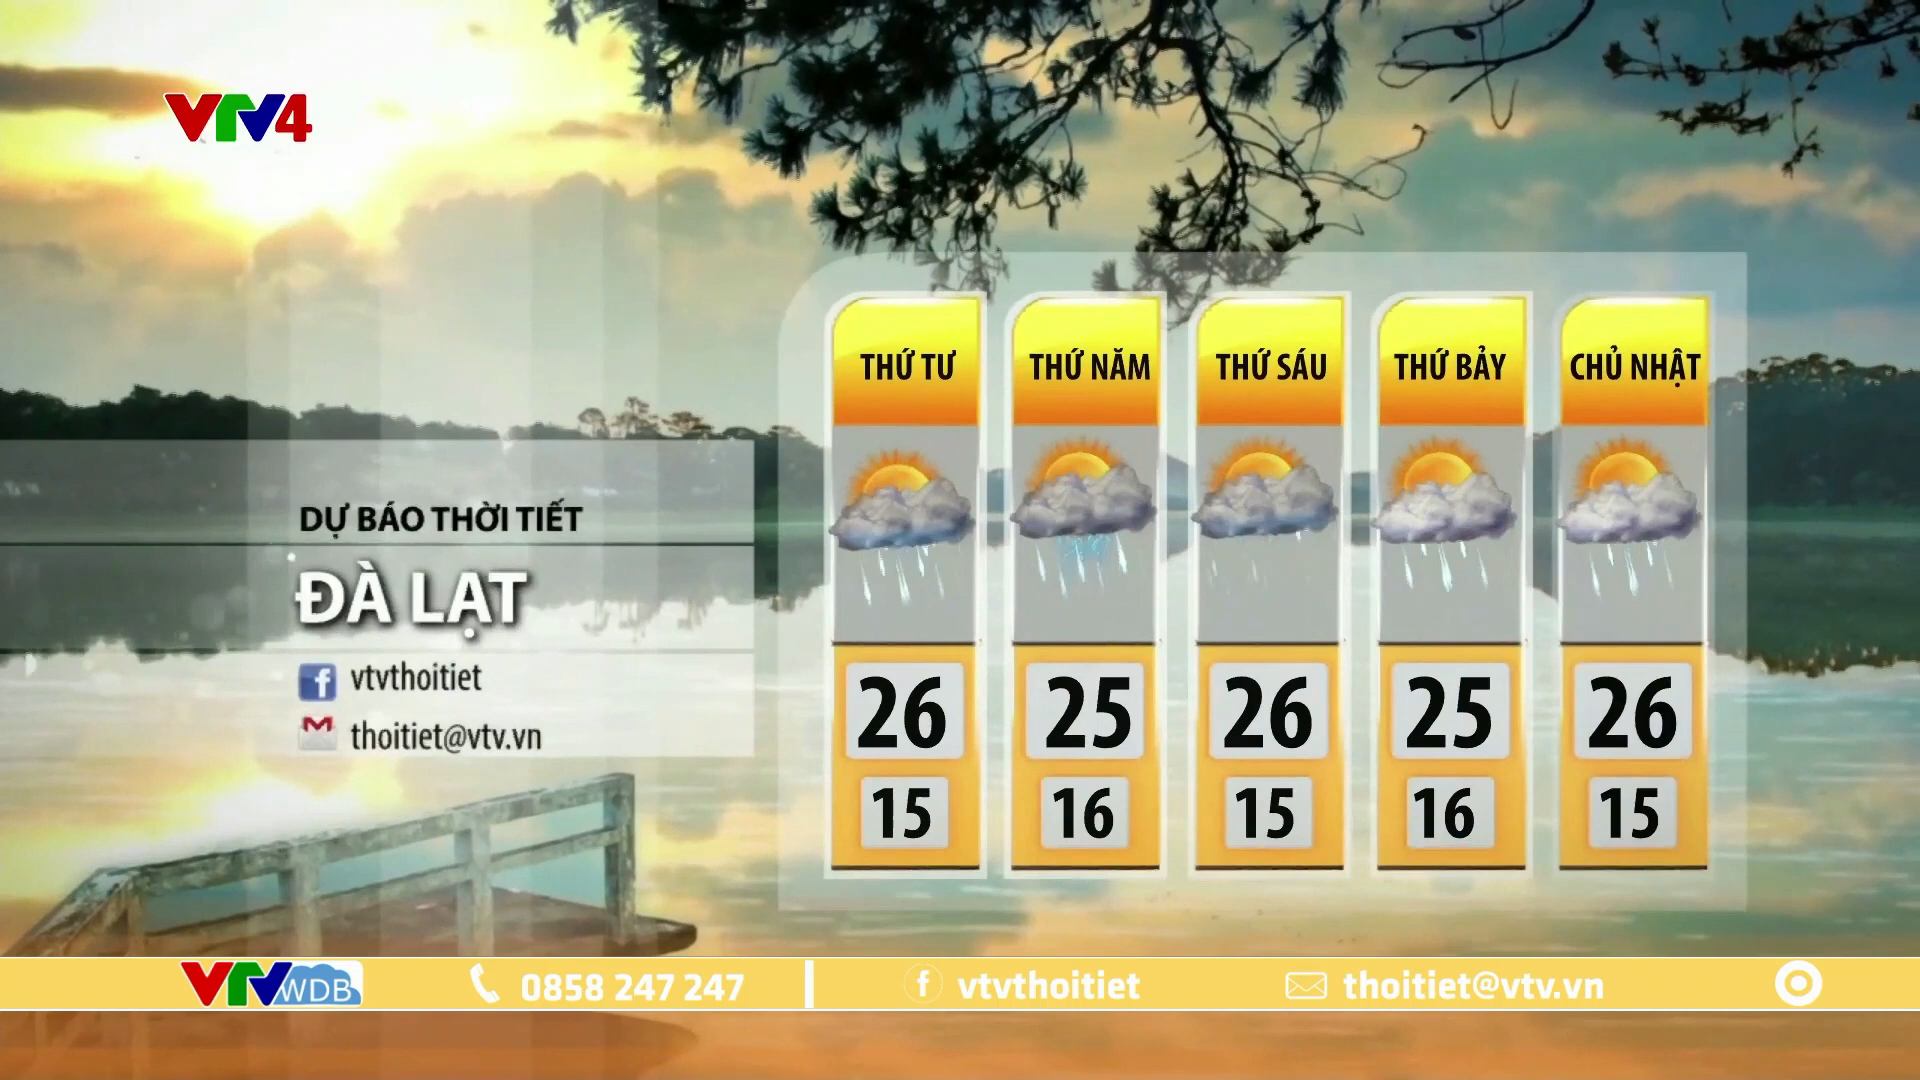 VTV4
DỰ BÁO THỜI TIẾT
ĐÀ LẠT
vtvthoitiet
thoitiet@vtv.vn
THỨ TƯ
THỨ NĂM
THỨ SÁU
THỨ BẢY
CHỦ NHẬT
26
25
26
25
26
15
16
15
16
15
VTV WDB
0858 247 247
vtvthoitiet
thoitiet@vtv.vn